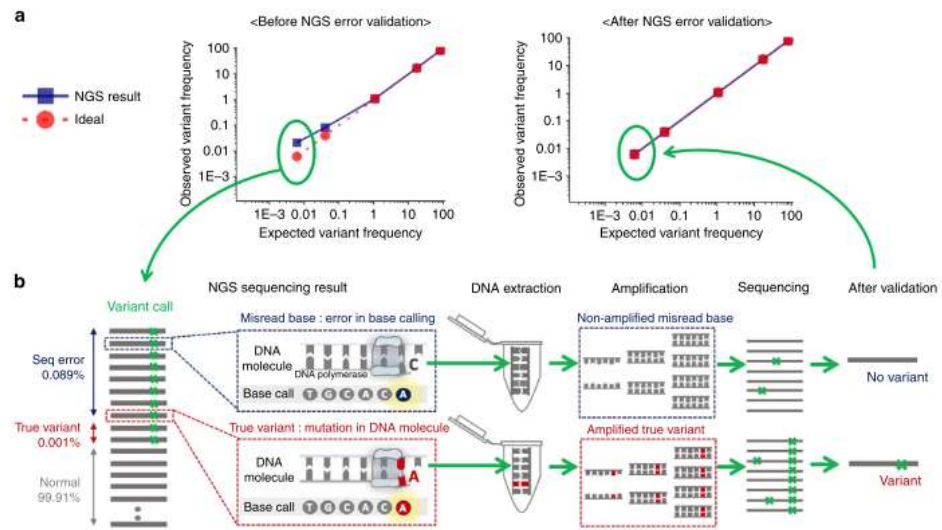 a
<Before NGS error validation>
<After NGS error validation>
NGS result
Ideal
Observed variant frequency
100
10
1
0.1
0.01
1E−3
1E−3 0.01 0.1 1 10 100
Expected variant frequency
Observed variant frequency
100
10
1
0.1
0.01
1E−3
1E−3 0.01 0.1 1 10 100
Expected variant frequency
b
NGS sequencing result
DNA extraction
Amplification
Sequencing
After validation
Variant call
Seq error
0.089%
True variant
0.001%
Normal
99.91%
Misread base : error in base calling
DNA
molecule
C
DNA polymerase
Base call
T G C A C A
Non-amplified misread base
No variant
True variant : mutation in DNA molecule
DNA
molecule
A
Base call
T G C A C A
Amplified true variant
Variant